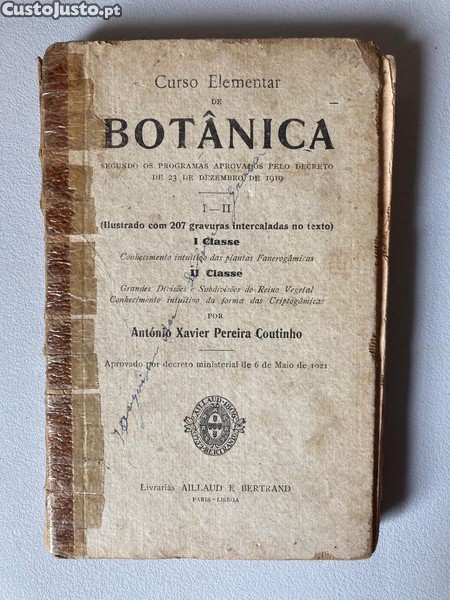 CustoJusto.pt
Curso Elementar
DE
BOTÂNICA
SEGUNDO OS PROGRAMAS APROVADOS PELO DECRETO
DE 23 DE DEZEMBRO DE 1919
I—II
(Ilustrado com 207 gravuras intercaladas no texto)
I Classe
Conhecimento intuitivo das plantas Fanerogâmicas
II Classe
Grandes Divisões e Subdivisões do Reino Vegetal
Conhecimento intuitivo da forma das Criptogâmicas
POR
António Xavier Pereira Coutinho
Aprovado por decreto ministerial de 6 de Maio de 1921
Livrarias AILLAUD E BERTRAND
PARIS - LISBOA